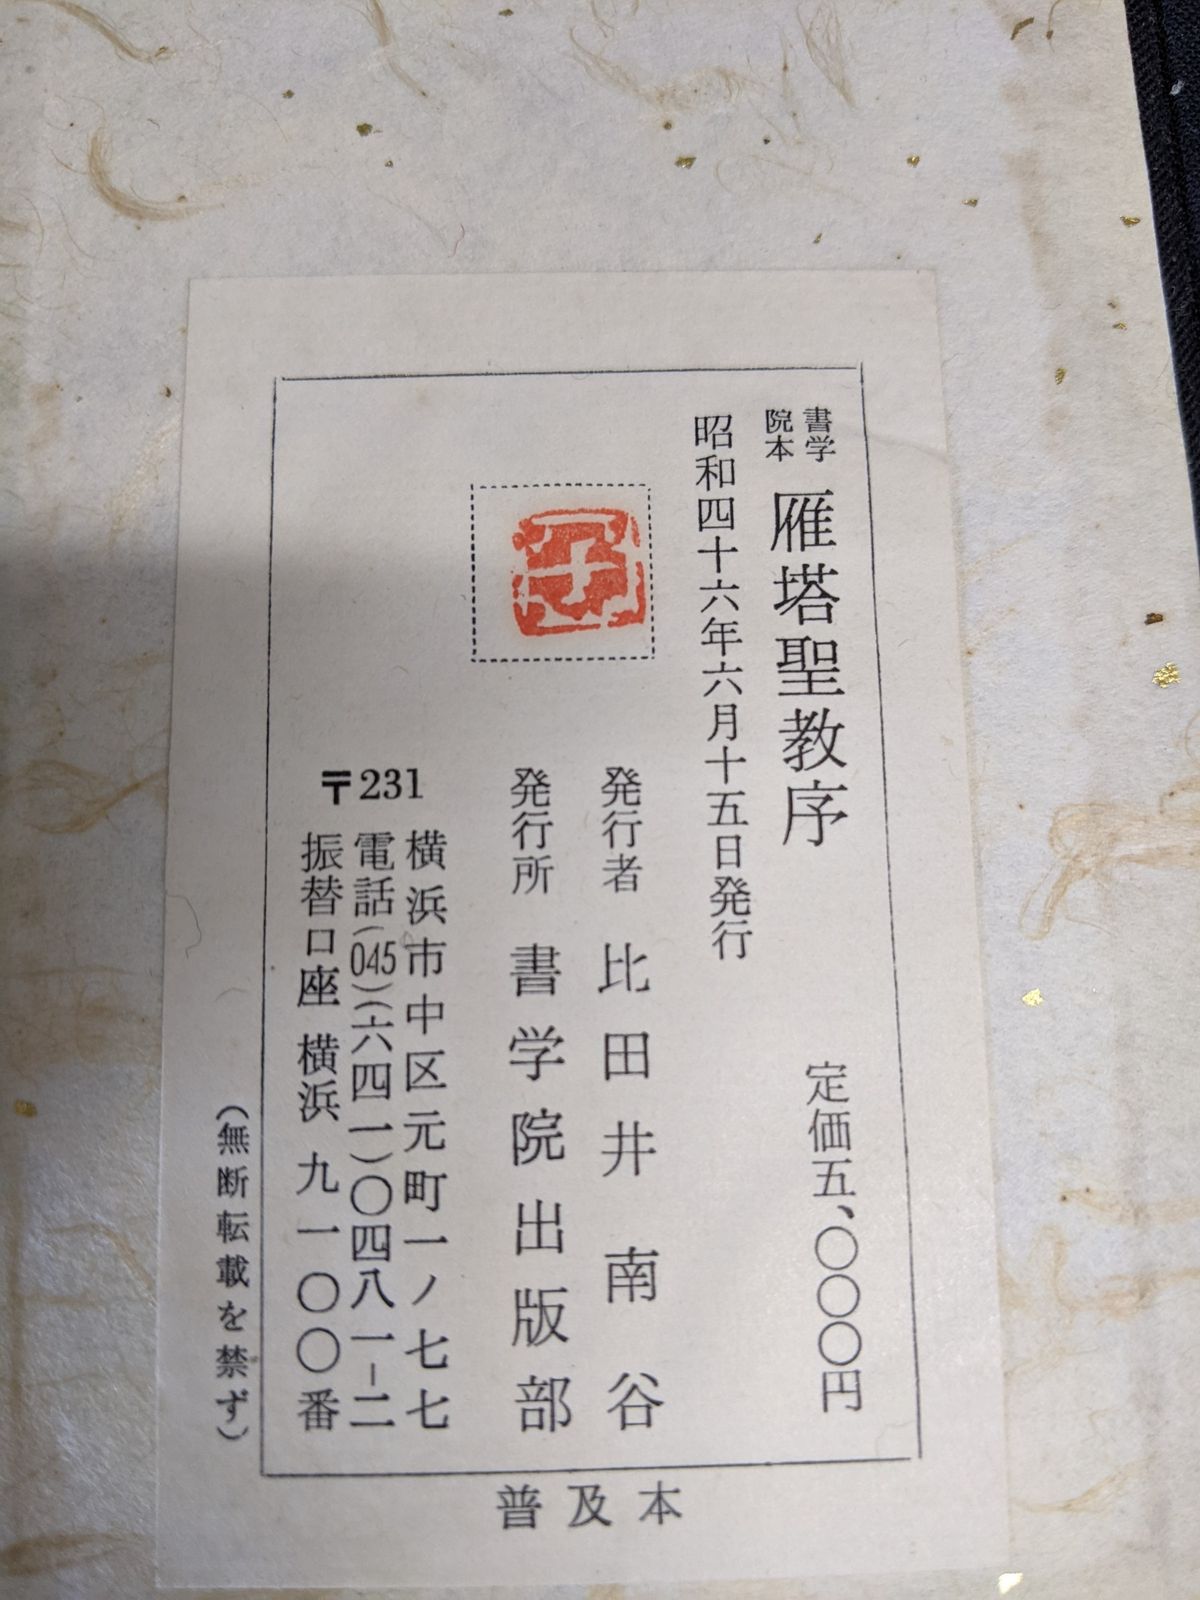 書学院本 雁塔聖教序
定価五、〇〇〇円
昭和四十六年六月十五日発行
発行者 比田井南谷
発行所 書学院出版部
〒231
横浜市中区元町一ノ七七
電話(045)(六四一)〇四八一-二
振替口座 横浜 九一〇〇番
(無断転載を禁ず)
普及本